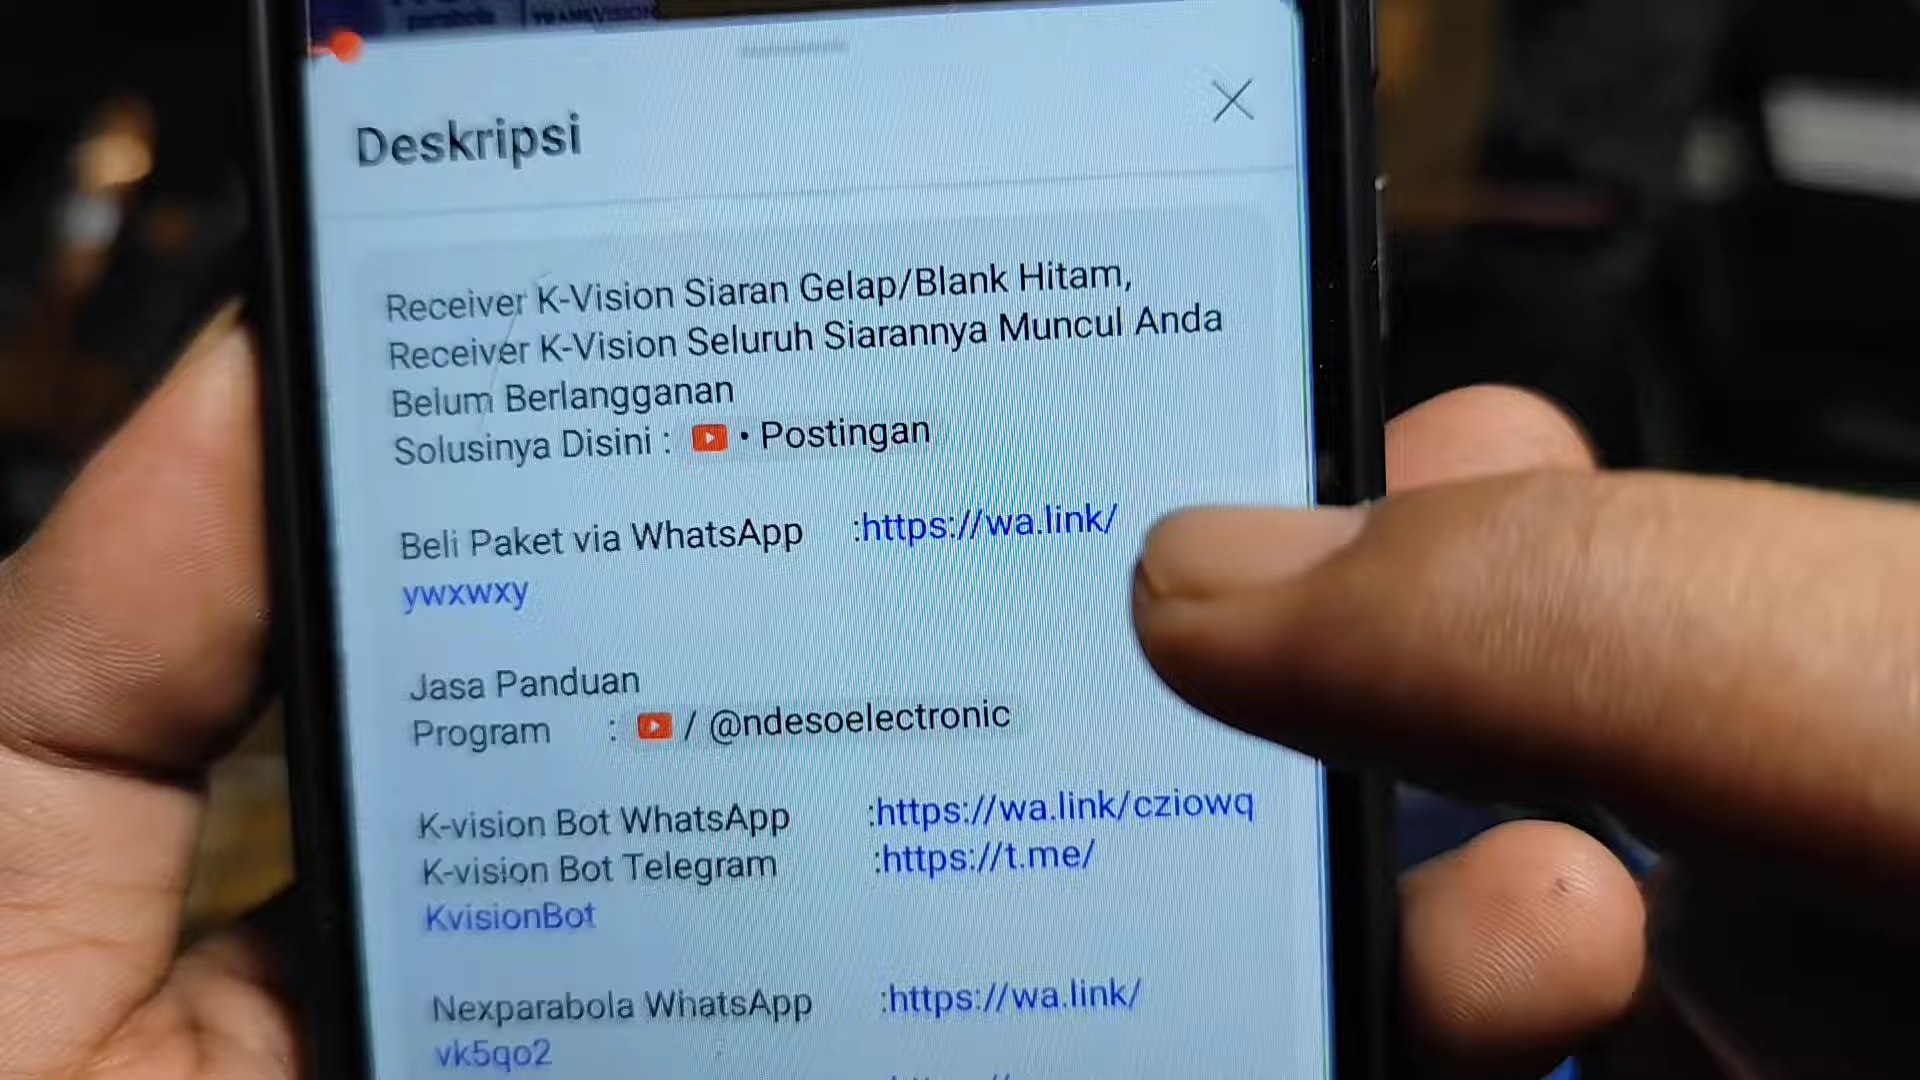 parabola TRANSVISION
Deskripsi
Receiver K-Vision Siaran Gelap/Blank Hitam,
Receiver K-Vision Seluruh Siarannya Muncul Anda
Belum Berlangganan
Solusinya Disini : • Postingan
Beli Paket via WhatsApp :https://wa.link/
ywxwxy
Jasa Panduan
Program : / @ndesoelectronic
K-vision Bot WhatsApp :https://wa.link/cziowq
K-vision Bot Telegram :https://t.me/
KvisionBot
Nexparabola WhatsApp :https://wa.link/
vk5qo2